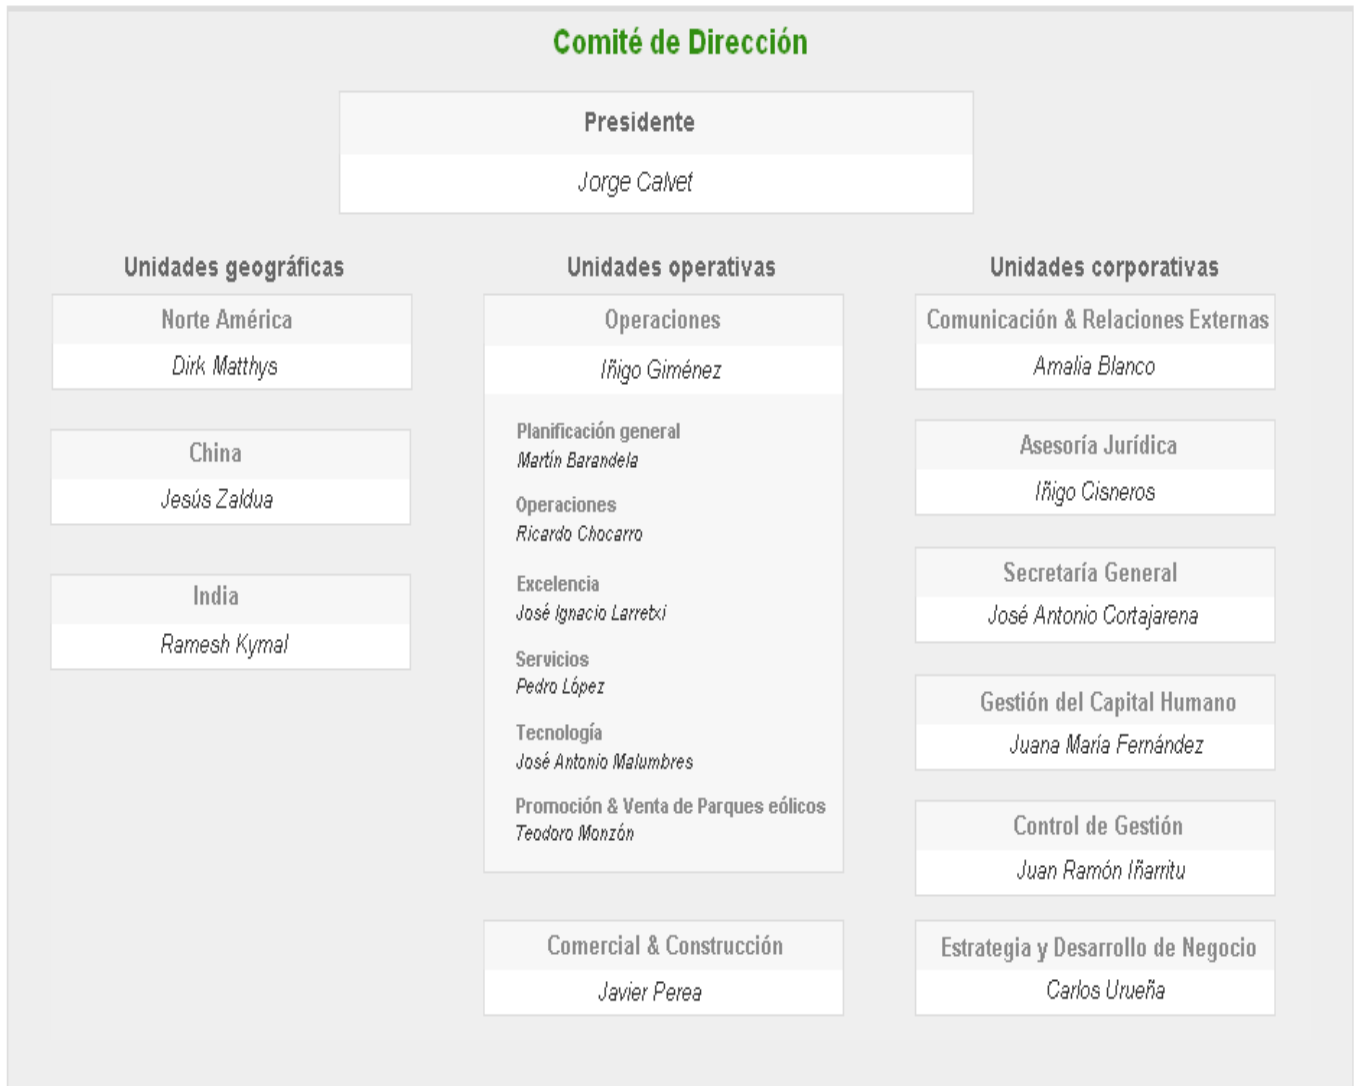 Comité de Dirección
Presidente
Jorge Calvet
Unidades geográficas
Norte América
Dirk Matthys
China
Jesús Zaldua
India
Ramesh Kymal
Unidades operativas
Operaciones
Iñigo Giménez
Planificación general
Martín Barandela
Operaciones
Ricardo Chocarro
Excelencia
José Ignacio Larretxi
Servicios
Pedro López
Tecnología
José Antonio Malumbres
Promoción & Venta de Parques eólicos
Teodoro Monzón
Comercial & Construcción
Javier Perea
Unidades corporativas
Comunicación & Relaciones Externas
Amalia Blanco
Asesoría Jurídica
Iñigo Cisneros
Secretaría General
José Antonio Cortajarena
Gestión del Capital Humano
Juana María Fernández
Control de Gestión
Juan Ramón Iñarritu
Estrategia y Desarrollo de Negocio
Carlos Urueña